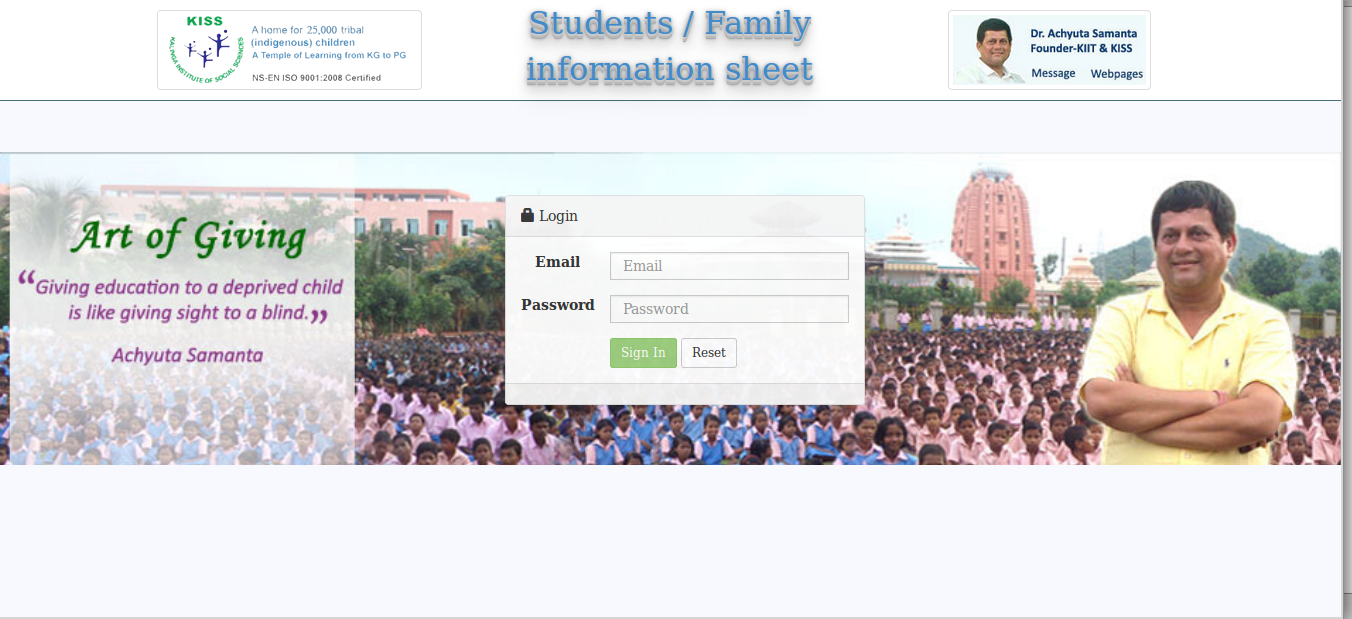 KISS
KALINGA INSTITUTE OF SOCIAL SCIENCES
A home for 25,000 tribal
(indigenous) children
A Temple of Learning from KG to PG
NS-EN ISO 9001:2008 Certified
Students / Family
information sheet
Dr. Achyuta Samanta
Founder-KIIT & KISS
Message Webpages
Art of Giving
“Giving education to a deprived child
is like giving sight to a blind.”
Achyuta Samanta
Login
Email Email
Password Password
Sign In Reset